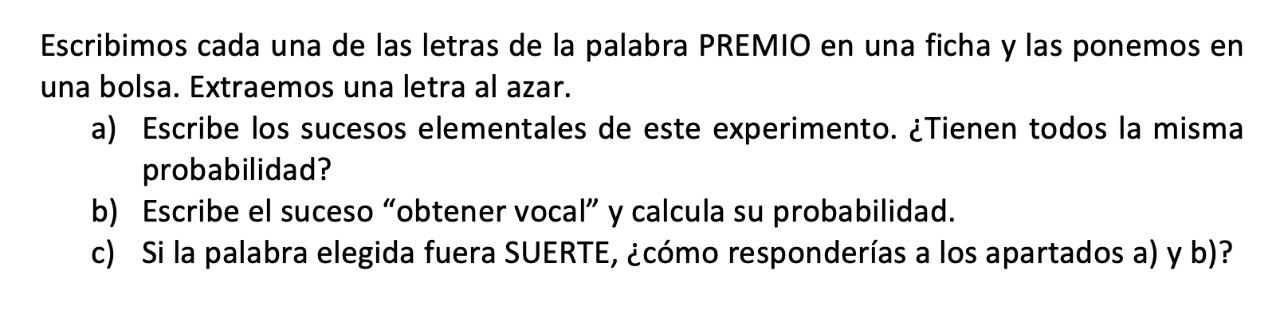 Escribimos cada una de las letras de la palabra PREMIO en una ficha y las ponemos en
una bolsa. Extraemos una letra al azar.
a) Escribe los sucesos elementales de este experimento. ¿Tienen todos la misma
probabilidad?
b) Escribe el suceso “obtener vocal” y calcula su probabilidad.
c) Si la palabra elegida fuera SUERTE, ¿cómo responderías a los apartados a) y b)?